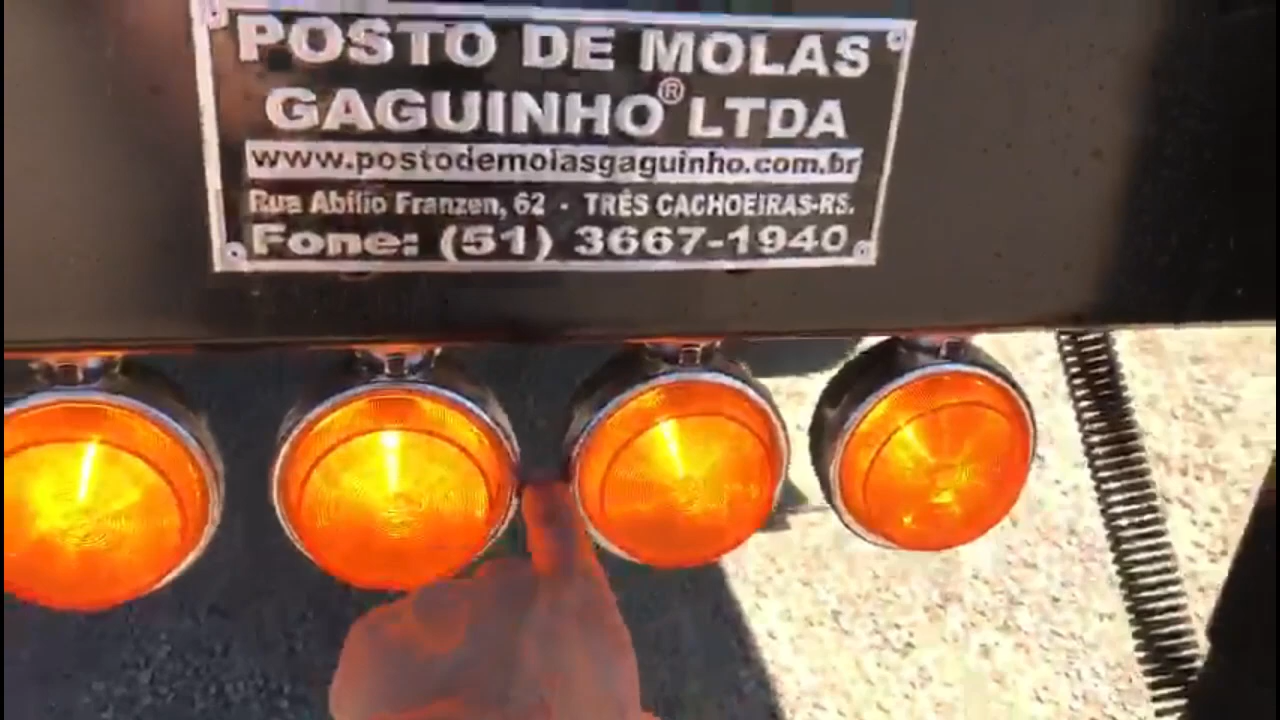 POSTO DE MOLAS
GAGUINHO® LTDA
www.postodemolasgaguinho.com.br
Rua Abílio Franzen, 62 - TRÊS CACHOEIRAS-RS.
Fone: (51) 3667-1940